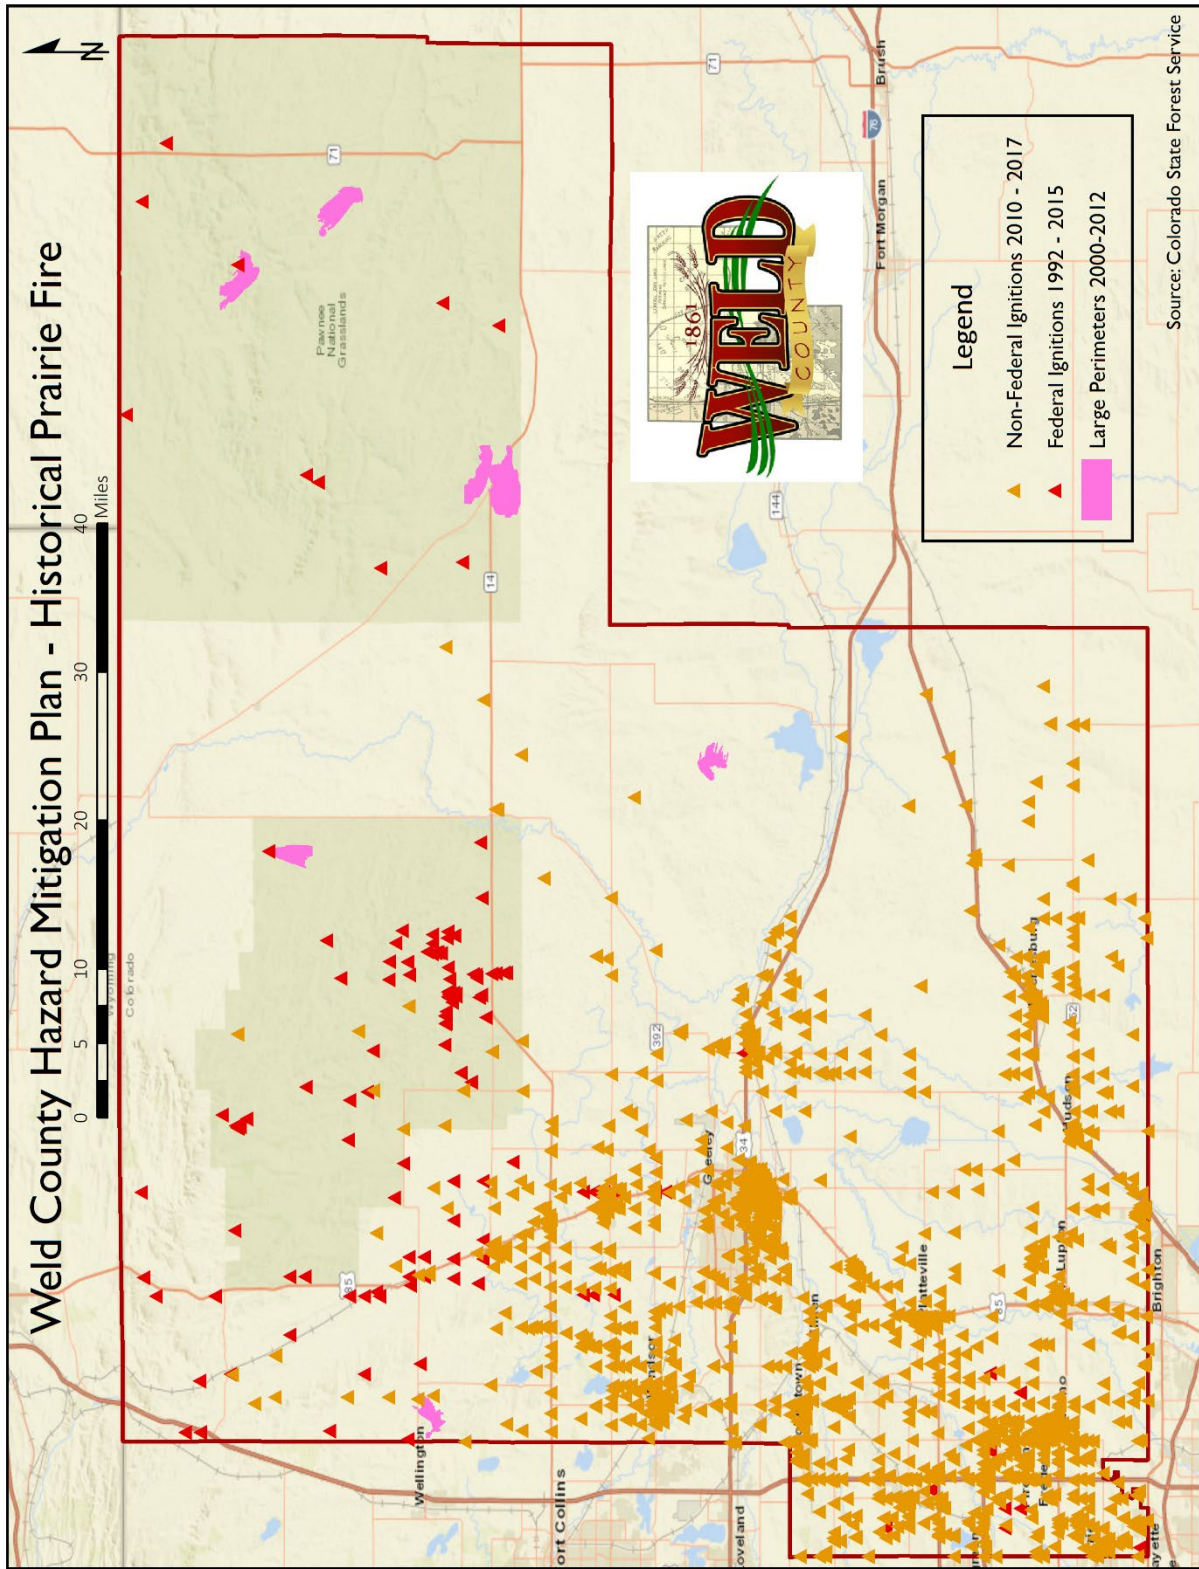 Weld County Hazard Mitigation Plan - Historical Prairie Fire
0 5 10 20 30 40
Miles
N
Wyoming
Colorado
85
71
Pawnee
National
Grasslands
Wellington
14
Fort Collins
392
71
Greeley
34
Loveland
144
1861
WELD
COUNTY
76
Fort Morgan
Brush
Platteville
85
Hudson
Lupton
Brighton
Legend
Non-Federal Ignitions 2010 - 2017
Federal Ignitions 1992 - 2015
Large Perimeters 2000-2012
Source: Colorado State Forest Service